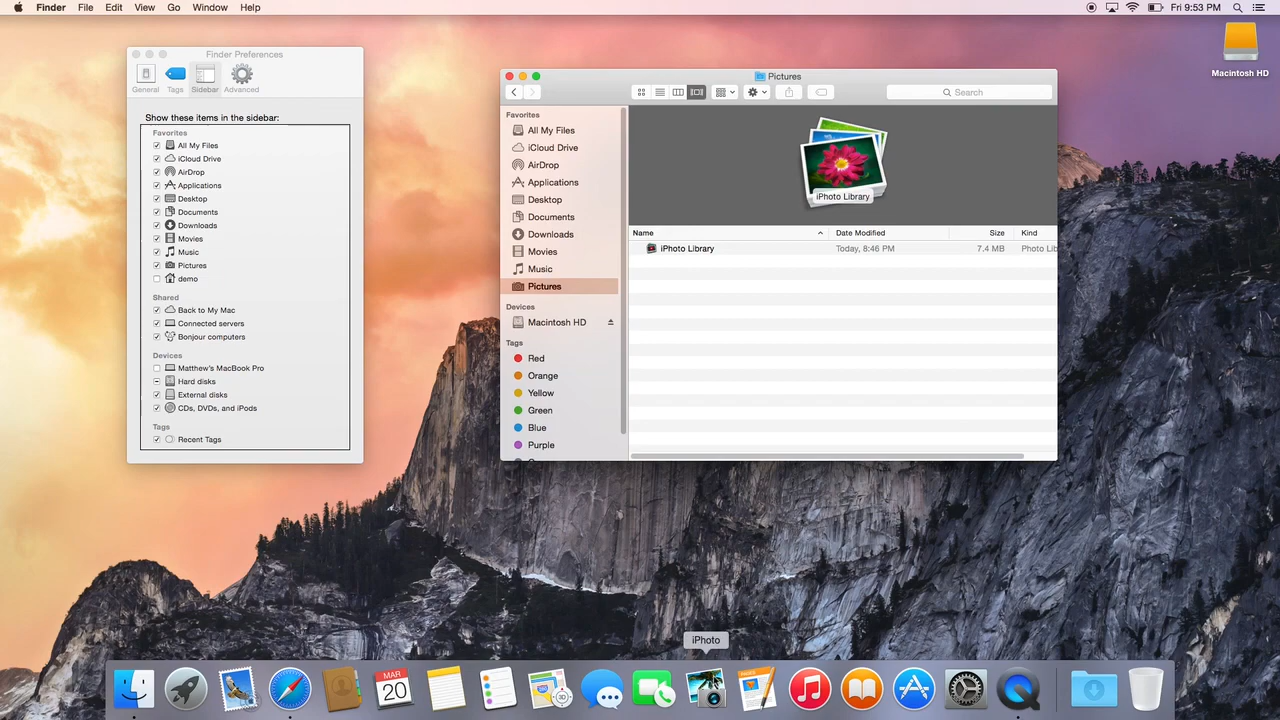 Finder File Edit View Go Window Help
Fri 9:53 PM
Macintosh HD
Finder Preferences
General Tags Sidebar Advanced
Show these items in the sidebar:
Favorites
All My Files
iCloud Drive
AirDrop
Applications
Desktop
Documents
Downloads
Movies
Music
Pictures
demo
Shared
Back to My Mac
Connected servers
Bonjour computers
Devices
Matthew's MacBook Pro
Hard disks
External disks
CDs, DVDs, and iPods
Tags
Recent Tags
Pictures
Search
Favorites
All My Files
iCloud Drive
AirDrop
Applications
Desktop
Documents
Downloads
Movies
Music
Pictures
Devices
Macintosh HD
Tags
Red
Orange
Yellow
Green
Blue
Purple
iPhoto Library
Name Date Modified Size Kind
iPhoto Library Today, 8:46 PM 7.4 MB Photo Lib
iPhoto
MAR
20
3D